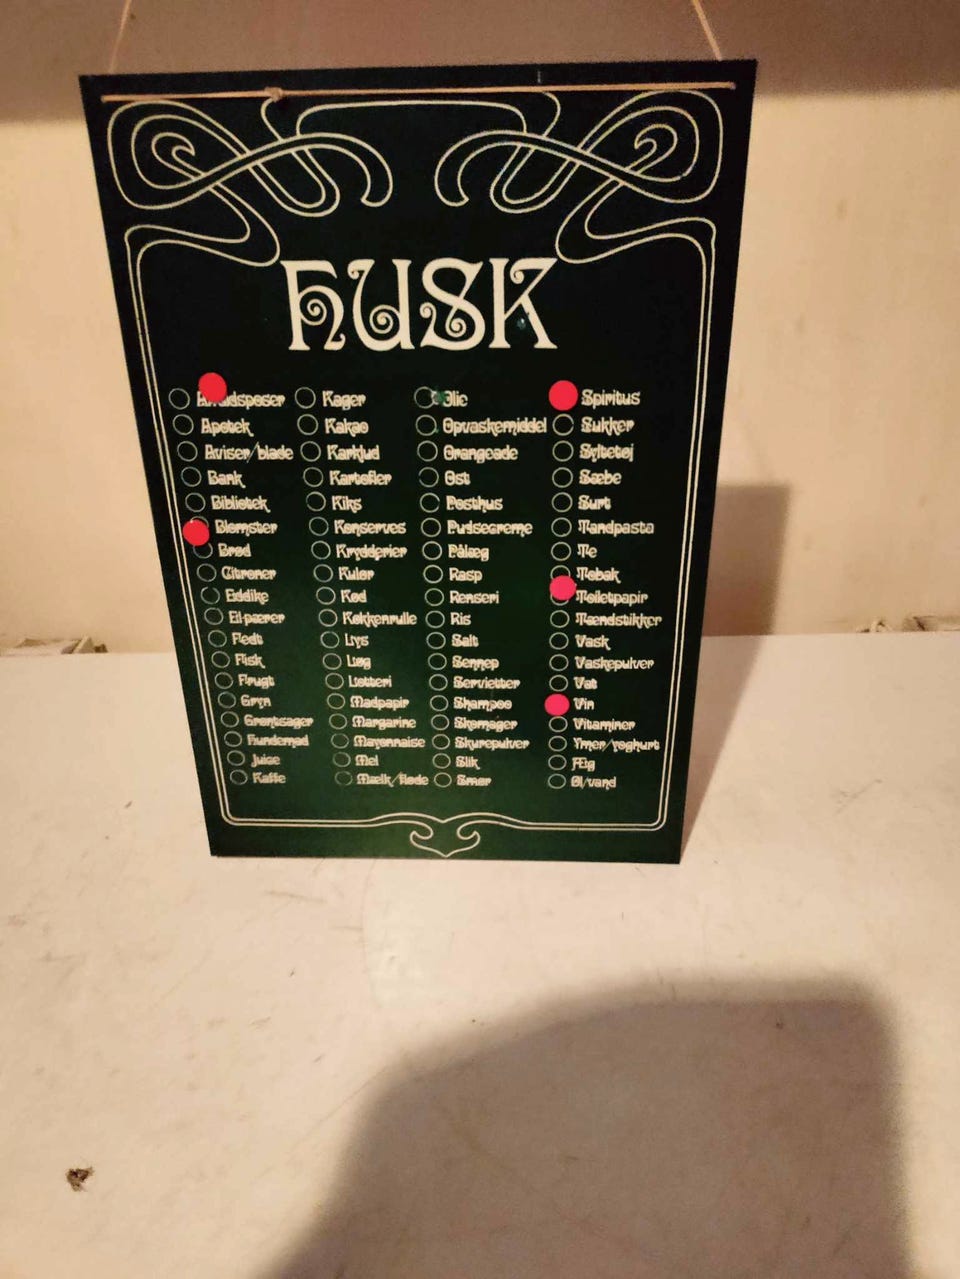 HUSK
Affaldsposer
Apotek
Aviser/blade
Bank
Bibliotek
Blomster
Brød
Citroner
Eddike
El-pærer
Fedt
Fisk
Frugt
Gryn
Grøntsager
Hundemad
Juice
Kaffe
Kager
Kakao
Karklud
Kartofler
Kiks
Konserves
Krydderier
Kulør
Kød
Køkkenrulle
Lys
Løg
Lotteri
Madpapir
Margarine
Mayonnaise
Mel
Mælk/fløde
Olie
Opvaskemiddel
Orangeade
Ost
Posthus
Pudsecreme
Pålæg
Rasp
Renseri
Ris
Salt
Sennep
Servietter
Shampoo
Skomager
Skurepulver
Slik
Smør
Spiritus
Sukker
Syltetøj
Sæbe
Surt
Tandpasta
Te
Tobak
Toiletpapir
Tændstikker
Vask
Vaskepulver
Vat
Vin
Vitaminer
Ymer/yoghurt
Æg
Øl/vand